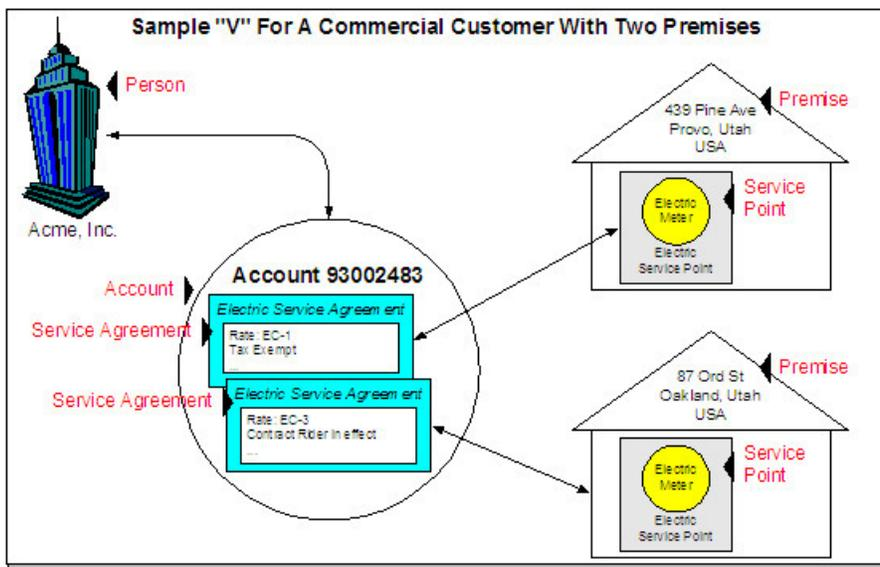 Sample "V" For A Commercial Customer With Two Premises
Person
Acme, Inc.
Account
Account 93002483
Service Agreement
Electric Service Agreement
Rate: EC-1
Tax Exempt
...
Service Agreement
Electric Service Agreement
Rate: EC-3
Contract Rider in effect
...
Premise
439 Pine Ave
Provo, Utah
USA
Service
Point
Electric
Meter
Electric
Service Point
Premise
87 Ord St
Oakland, Utah
USA
Service
Point
Electric
Meter
Electric
Service Point